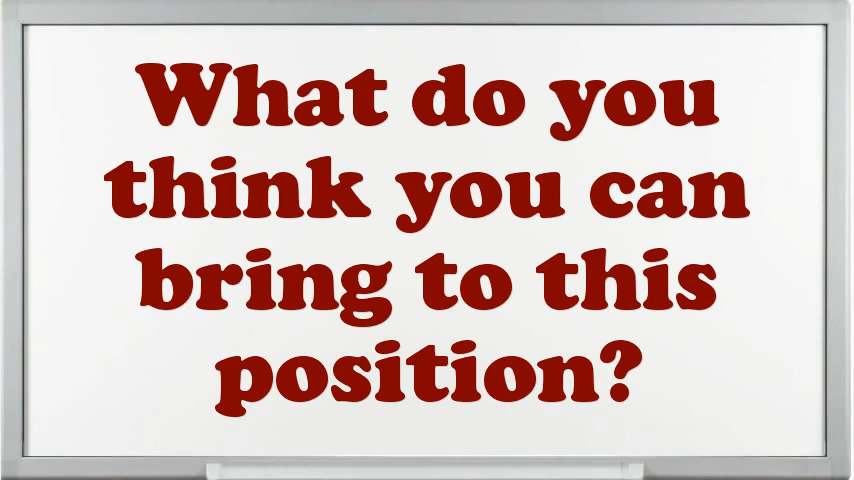 What do you
think you can
bring to this
position?